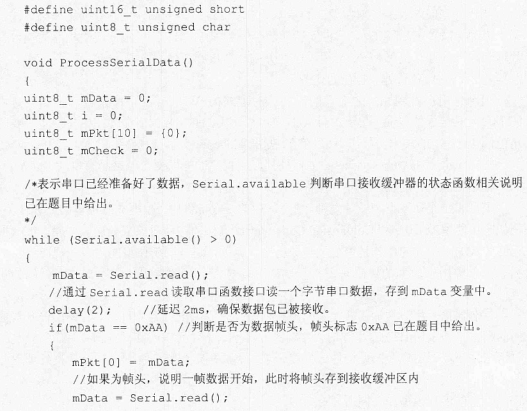 #define uint16_t unsigned short
#define uint8_t unsigned char
void ProcessSerialData()
{
uint8_t mData = 0;
uint8_t i = 0;
uint8_t mPkt[10] = {0};
uint8_t mCheck = 0;
/*表示串口已经准备好了数据，Serial.available 判断串口接收缓冲器的状态函数相关说明
已在题目中给出。
*/
while (Serial.available() > 0)
{
mData = Serial.read();
//通过 Serial.read 读取串口函数接口读一个字节串口数据，存到 mData 变量中。
delay(2); //延迟 2ms，确保数据包已被接收。
if(mData == 0xAA) //判断是否为数据帧头，帧头标志 0xAA 已在题目中给出。
{
mPkt[0] = mData;
//如果为帧头，说明一帧数据开始，此时将帧头存到接收缓冲区内
mData = Serial.read();